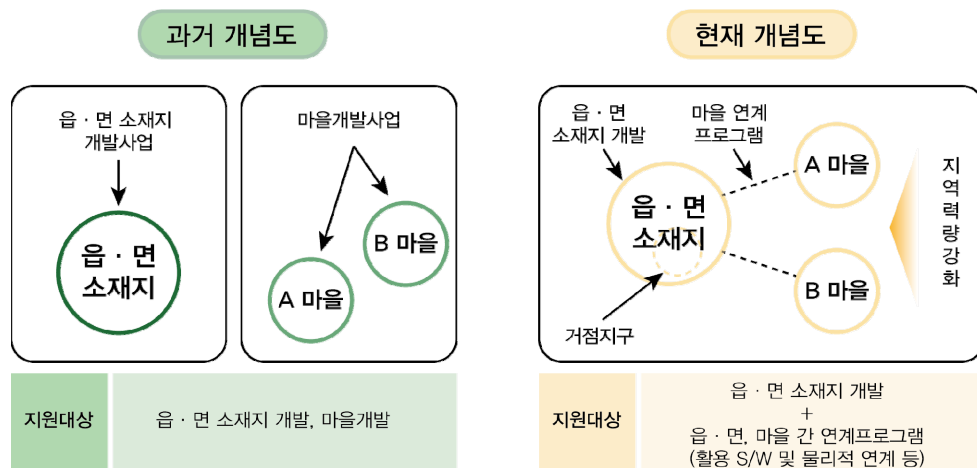 과거 개념도
읍 · 면 소재지
개발사업
읍 · 면
소재지
마을개발사업
B 마을
A 마을
지원대상
읍 · 면 소재지 개발, 마을개발
현재 개념도
읍 · 면
소재지 개발
마을 연계
프로그램
읍 · 면
소재지
거점지구
A 마을
B 마을
지역력량강화
지원대상
읍 · 면 소재지 개발
+
읍 · 면, 마을 간 연계프로그램
(활용 S/W 및 물리적 연계 등)